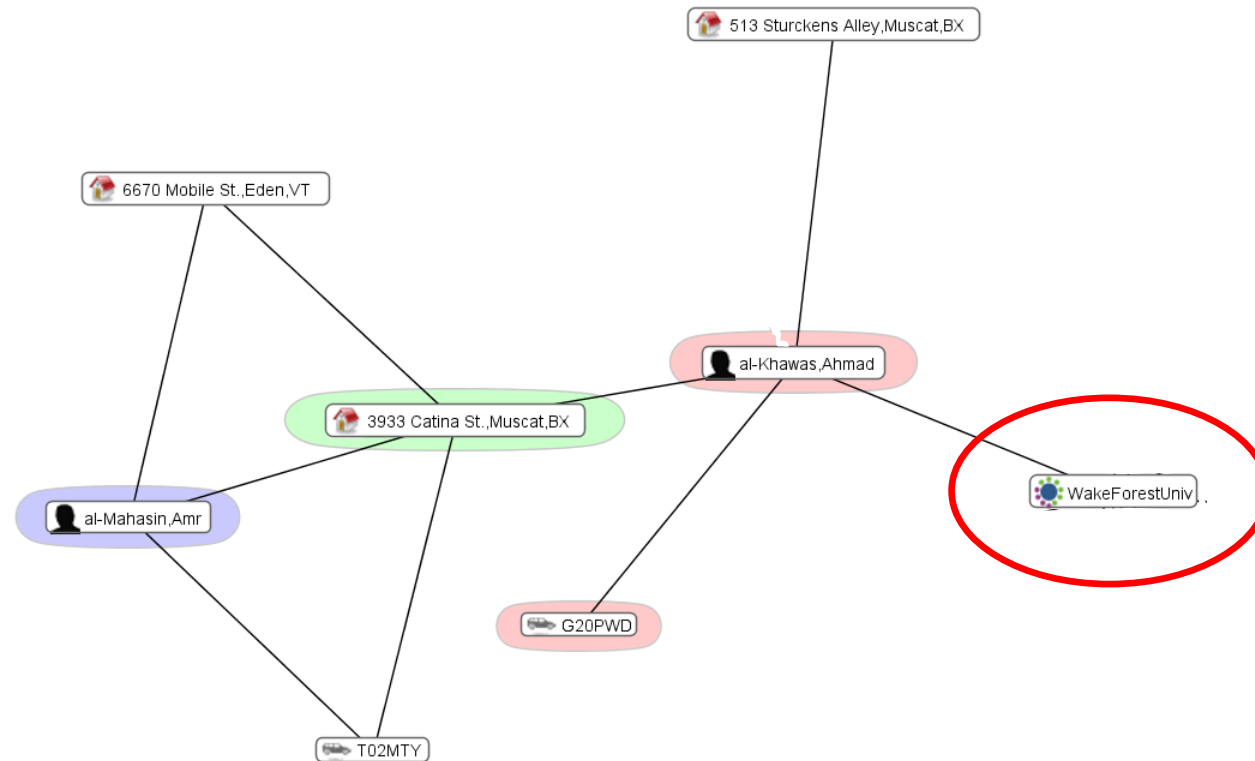 513 Sturckens Alley,Muscat,BX
6670 Mobile St.,Eden,VT
al-Khawas,Ahmad
3933 Catina St.,Muscat,BX
WakeForestUniv
al-Mahasin,Amr
G20PWD
T02MTY